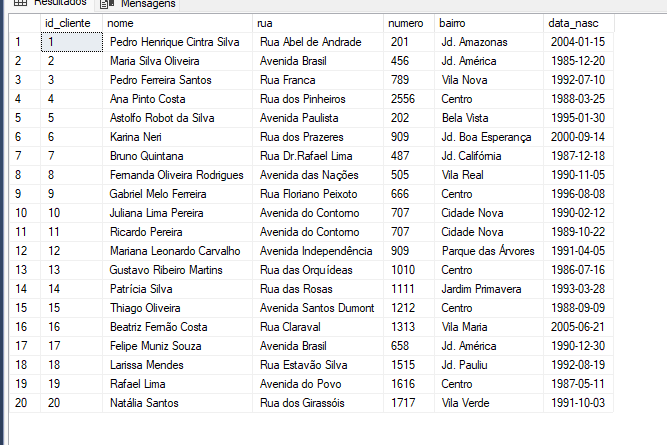 Resultados Mensagens
id_cliente nome rua numero bairro data_nasc
1 1 Pedro Henrique Cintra Silva Rua Abel de Andrade 201 Jd. Amazonas 2004-01-15
2 2 Maria Silva Oliveira Avenida Brasil 456 Jd. América 1985-12-20
3 3 Pedro Ferreira Santos Rua Franca 789 Vila Nova 1992-07-10
4 4 Ana Pinto Costa Rua dos Pinheiros 2556 Centro 1988-03-25
5 5 Astolfo Robot da Silva Avenida Paulista 202 Bela Vista 1995-01-30
6 6 Karina Neri Rua dos Prazeres 909 Jd. Boa Esperança 2000-09-14
7 7 Bruno Quintana Rua Dr.Rafael Lima 487 Jd. Califórnia 1987-12-18
8 8 Fernanda Oliveira Rodrigues Avenida das Nações 505 Vila Real 1990-11-05
9 9 Gabriel Melo Ferreira Rua Floriano Peixoto 666 Centro 1996-08-08
10 10 Juliana Lima Pereira Avenida do Contorno 707 Cidade Nova 1990-02-12
11 11 Ricardo Pereira Avenida do Contorno 707 Cidade Nova 1989-10-22
12 12 Mariana Leonardo Carvalho Avenida Independência 909 Parque das Árvores 1991-04-05
13 13 Gustavo Ribeiro Martins Rua das Orquídeas 1010 Centro 1986-07-16
14 14 Patrícia Silva Rua das Rosas 1111 Jardim Primavera 1993-03-28
15 15 Thiago Oliveira Avenida Santos Dumont 1212 Centro 1988-09-09
16 16 Beatriz Fernão Costa Rua Claraval 1313 Vila Maria 2005-06-21
17 17 Felipe Muniz Souza Avenida Brasil 658 Jd. América 1990-12-30
18 18 Larissa Mendes Rua Estavão Silva 1515 Jd. Pauliu 1992-08-19
19 19 Rafael Lima Avenida do Povo 1616 Centro 1987-05-11
20 20 Natália Santos Rua dos Girassóis 1717 Vila Verde 1991-10-03